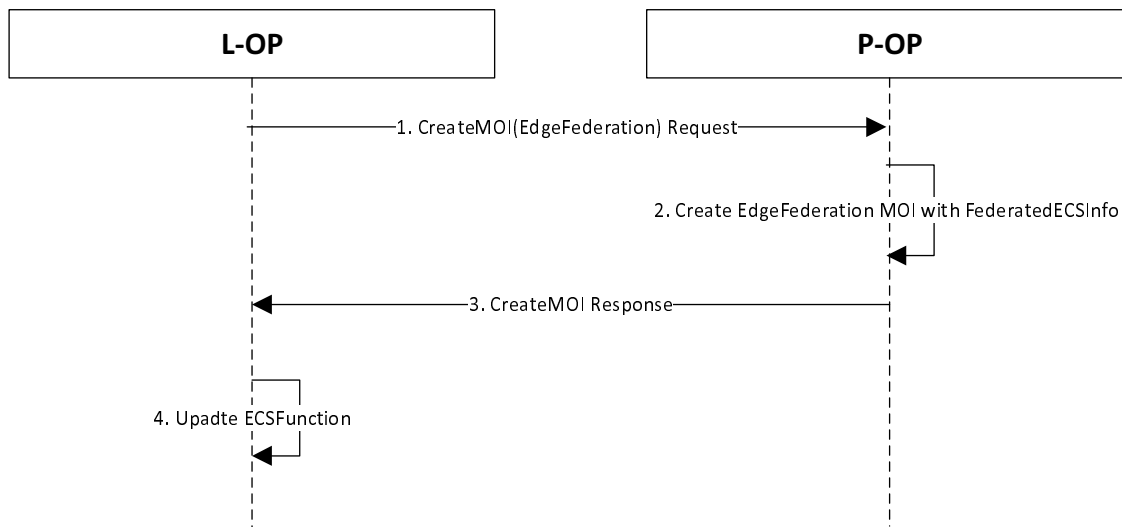 L-OP
P-OP
1. CreateMOI(EdgeFederation) Request
2. Create EdgeFederation MOI with FederatedECSInfo
3. CreateMOI Response
4. Upadte ECSFunction